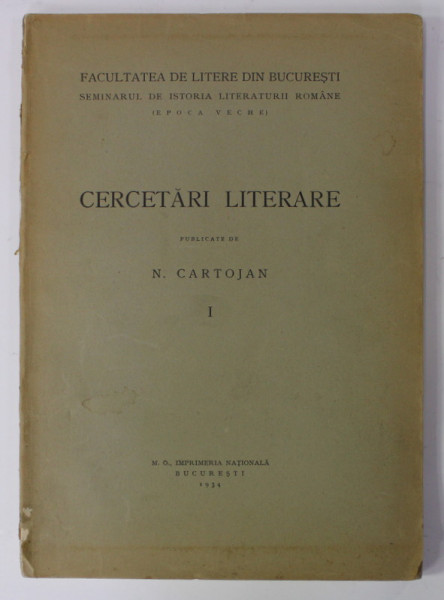 FACULTATEA DE LITERE DIN BUCUREȘTI
SEMINARUL DE ISTORIA LITERATURII ROMÂNE
(EPOCA VECHE)
CERCETĂRI LITERARE
PUBLICATE DE
N. CARTOJAN
I
M. O., IMPRIMERIA NAȚIONALĂ
BUCUREȘTI
1934